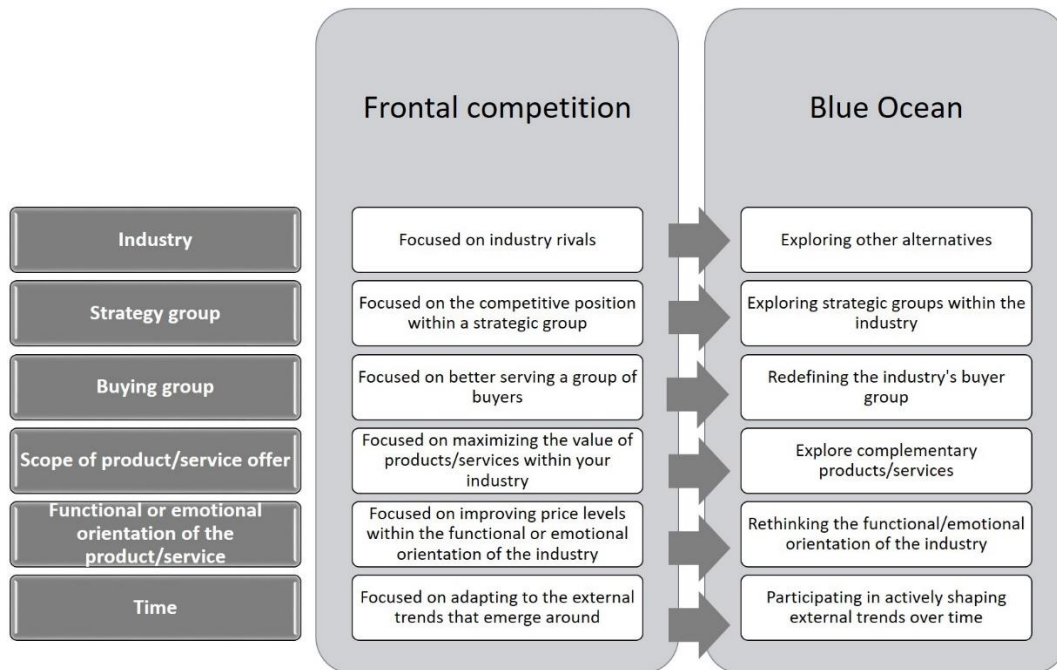 Frontal competition
Blue Ocean
Industry
Focused on industry rivals
Exploring other alternatives
Strategy group
Focused on the competitive position
within a strategic group
Exploring strategic groups within the
industry
Buying group
Focused on better serving a group of
buyers
Redefining the industry's buyer
group
Scope of product/service offer
Focused on maximizing the value of
products/services within your
industry
Explore complementary
products/services
Functional or emotional
orientation of the
product/service
Focused on improving price levels
within the functional or emotional
orientation of the industry
Rethinking the functional/emotional
orientation of the industry
Time
Focused on adapting to the external
trends that emerge around
Participating in actively shaping
external trends over time